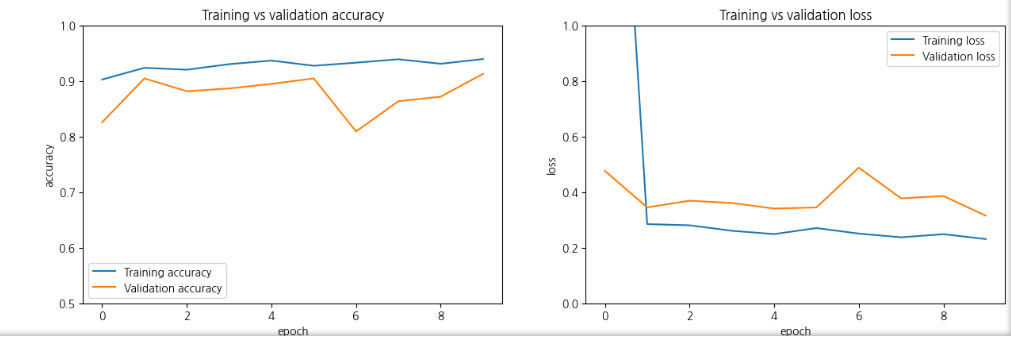 Training vs validation accuracy
1.0
0.9
0.8
0.7
0.6
0.5
accuracy
Training accuracy
Validation accuracy
0 2 4 6 8
epoch
Training vs validation loss
1.0
0.8
0.6
0.4
0.2
0.0
loss
Training loss
Validation loss
0 2 4 6 8
epoch